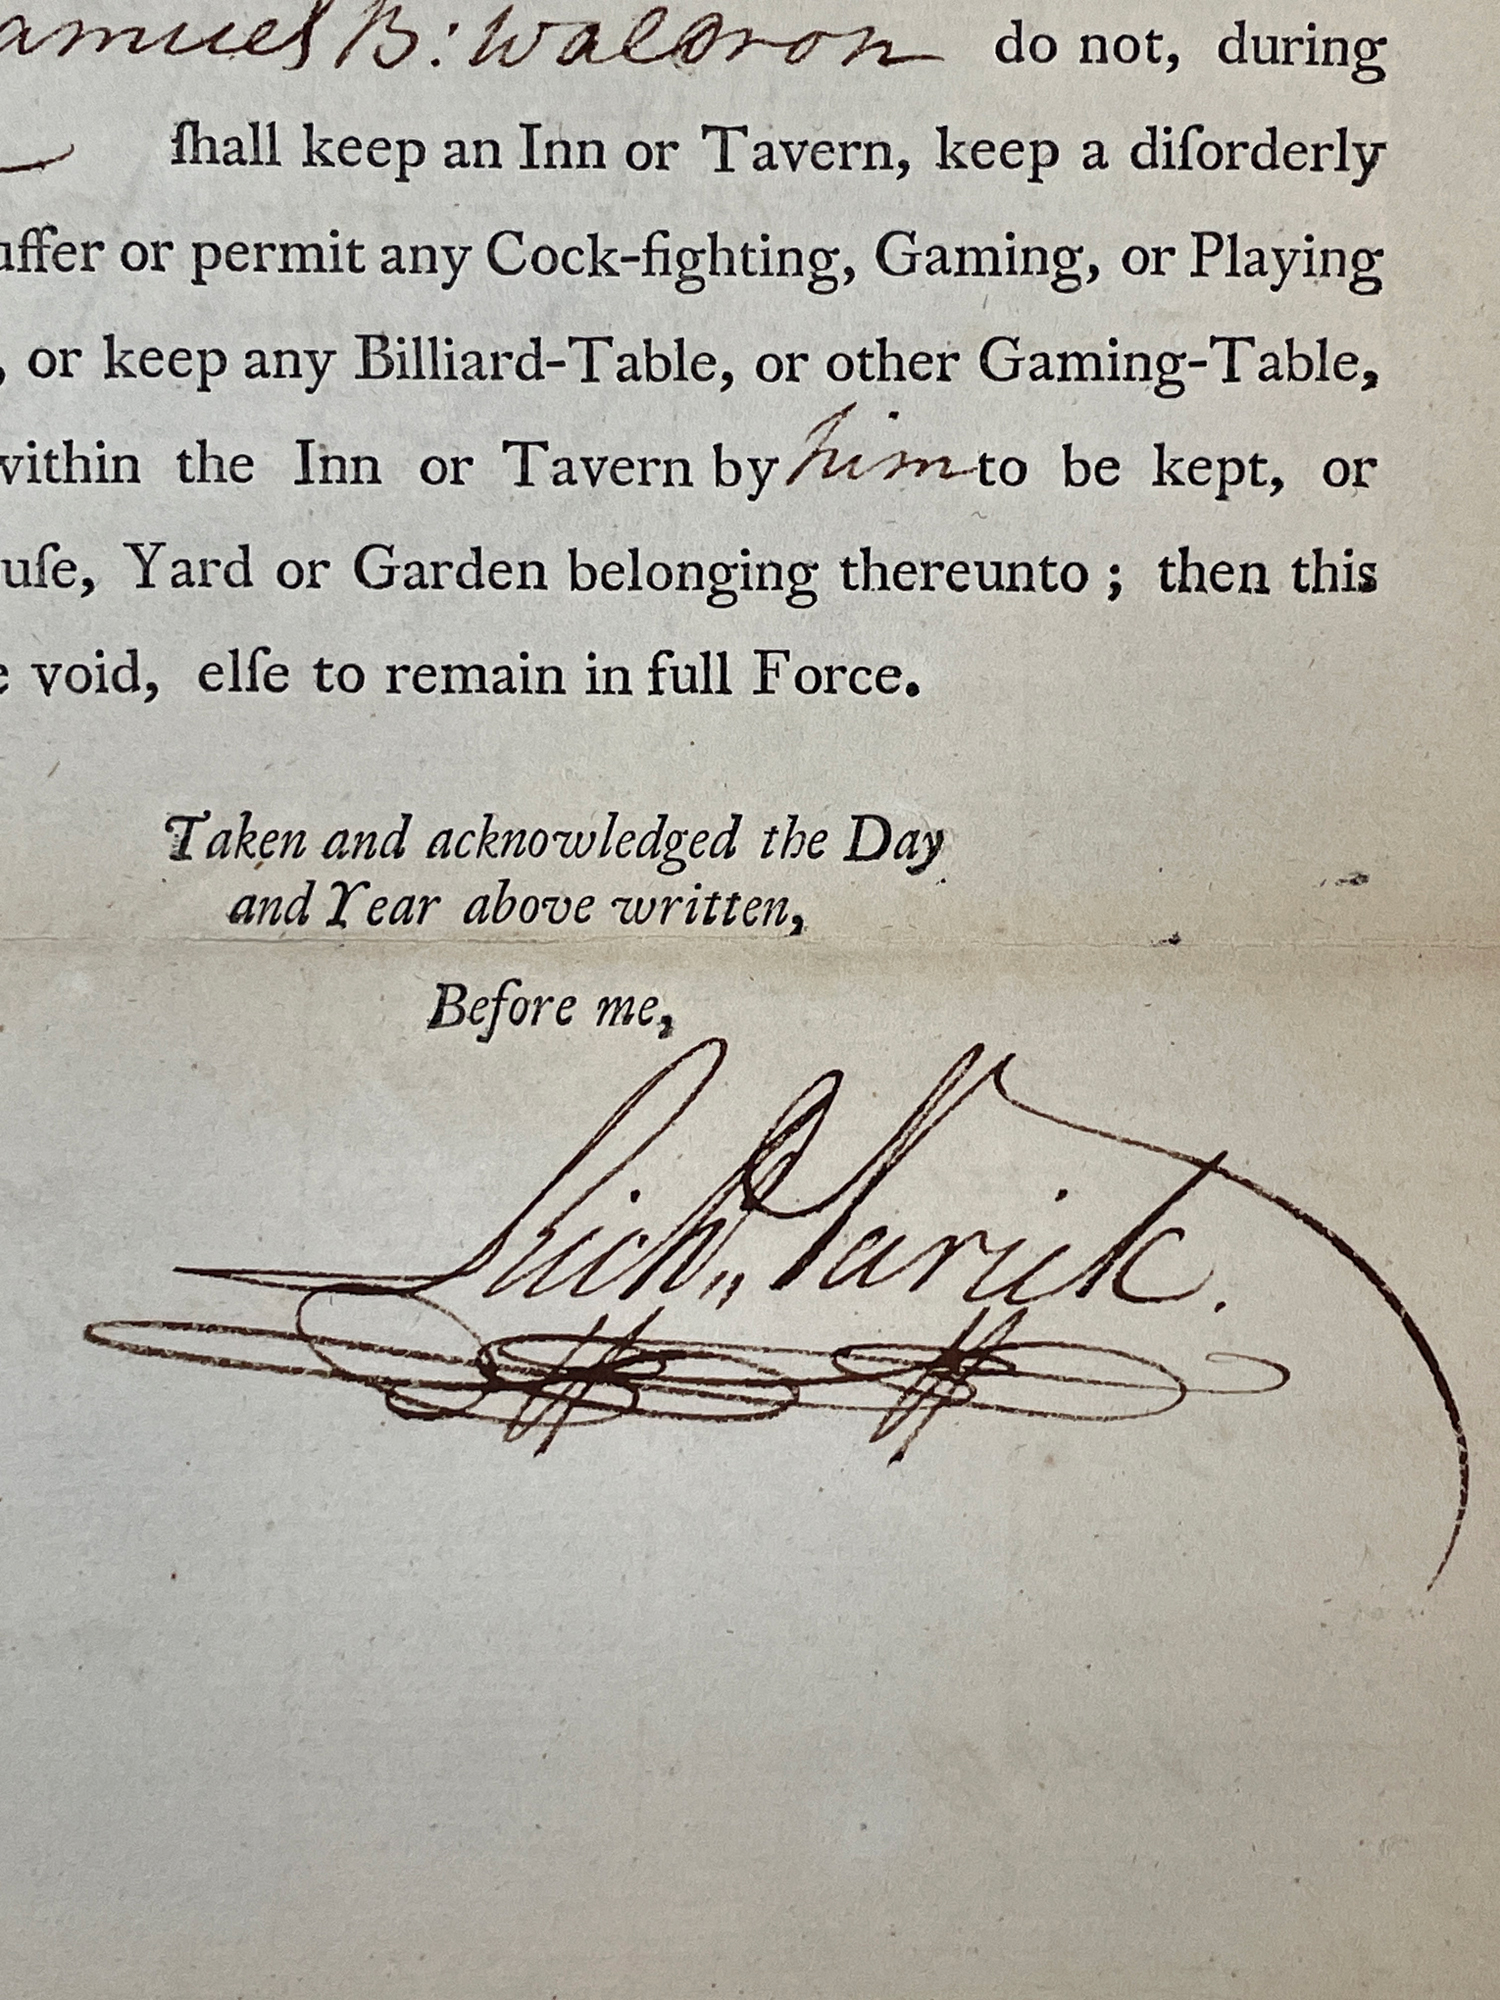 amuel B: Waldron do not, during
ſhall keep an Inn or Tavern, keep a diſorderly
uffer or permit any Cock-fighting, Gaming, or Playing
, or keep any Billiard-Table, or other Gaming-Table,
within the Inn or Tavern by him to be kept, or
uſe, Yard or Garden belonging thereunto ; then this
e void, elſe to remain in full Force.
Taken and acknowledged the Day
and Year above written,
Before me,
Richd Varick.